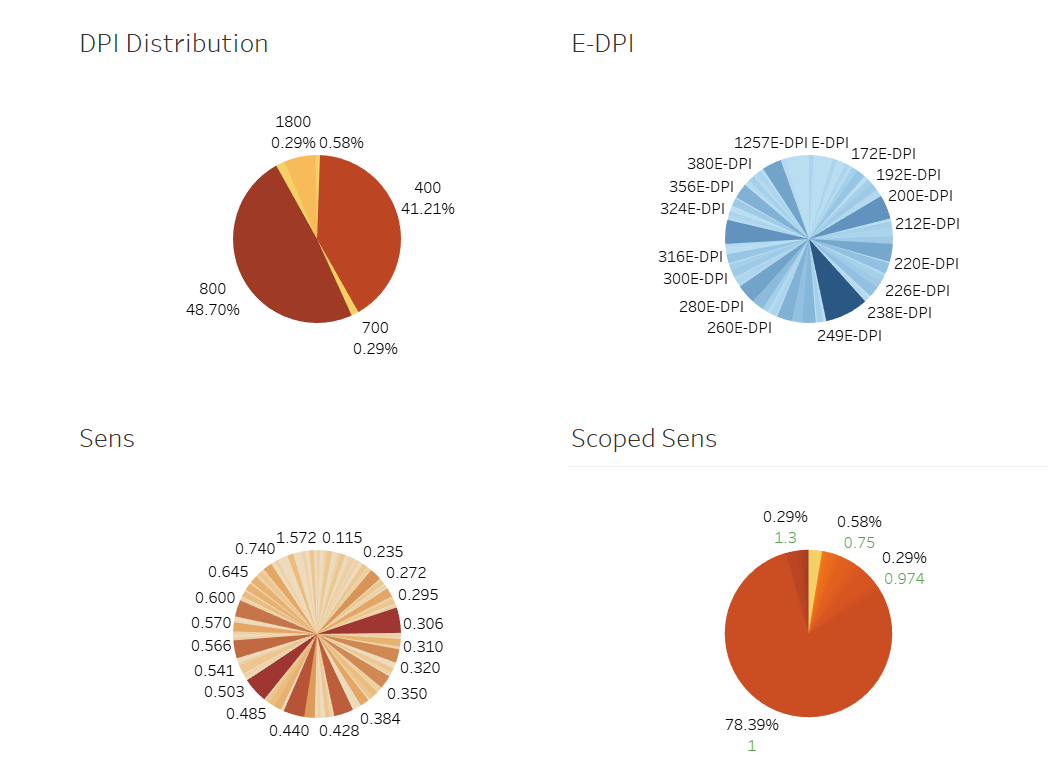 DPI Distribution
1800
0.29% 0.58%
400
41.21%
800
48.70%
700
0.29%
E-DPI
1257E-DPI E-DPI
172E-DPI
380E-DPI
192E-DPI
356E-DPI
200E-DPI
324E-DPI
212E-DPI
316E-DPI
220E-DPI
300E-DPI
226E-DPI
280E-DPI
238E-DPI
260E-DPI
249E-DPI
Sens
1.572 0.115
0.740
0.235
0.645
0.272
0.600
0.295
0.570
0.306
0.566
0.310
0.541
0.320
0.503
0.350
0.485
0.384
0.440 0.428
Scoped Sens
0.29%
1.3
0.58%
0.75
0.29%
0.974
78.39%
1